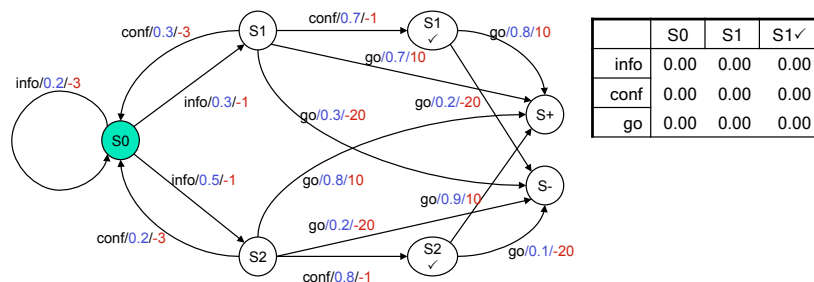 conf/0.3/-3
S1
conf/0.7/-1
S1
✓
go/0.8/10
go/0.7/10
info/0.2/-3
info/0.3/-1
go/0.3/-20
go/0.2/-20
S+
S0
S-
info/0.5/-1
go/0.8/10
go/0.9/10
conf/0.2/-3
go/0.2/-20
S2
S2
✓
go/0.1/-20
conf/0.8/-1
S0 S1 S1✓
info 0.00 0.00 0.00
conf 0.00 0.00 0.00
go 0.00 0.00 0.00